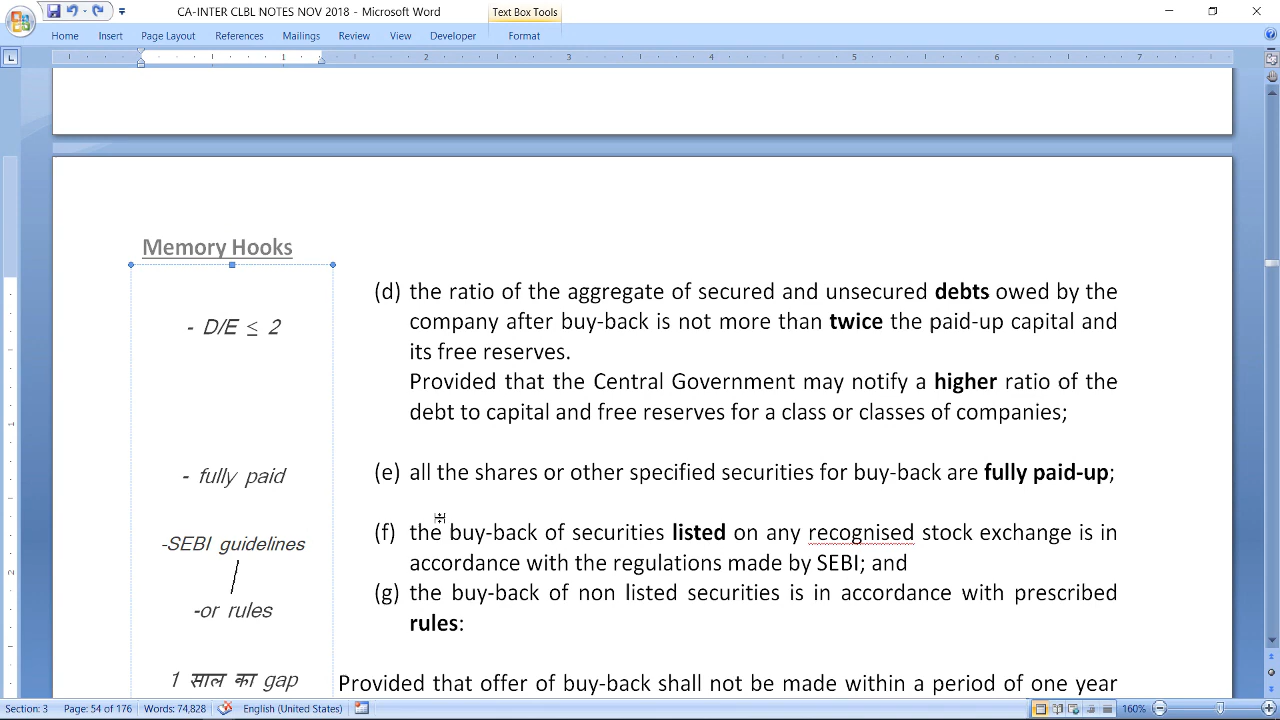 CA-INTER CLBL NOTES NOV 2018 - Microsoft Word
Text Box Tools
Home Insert Page Layout References Mailings Review View Developer Format
1 2 3 4 5 6 7
Memory Hooks
- D/E ≤ 2
- fully paid
-SEBI guidelines
-or rules
1 साल का gap
(d) the ratio of the aggregate of secured and unsecured debts owed by the
company after buy-back is not more than twice the paid-up capital and
its free reserves.
Provided that the Central Government may notify a higher ratio of the
debt to capital and free reserves for a class or classes of companies;
(e) all the shares or other specified securities for buy-back are fully paid-up;
(f) the buy-back of securities listed on any recognised stock exchange is in
accordance with the regulations made by SEBI; and
(g) the buy-back of non listed securities is in accordance with prescribed
rules:
Provided that offer of buy-back shall not be made within a period of one year
Section: 3 Page: 54 of 176 Words: 74,828 English (United States) 160%